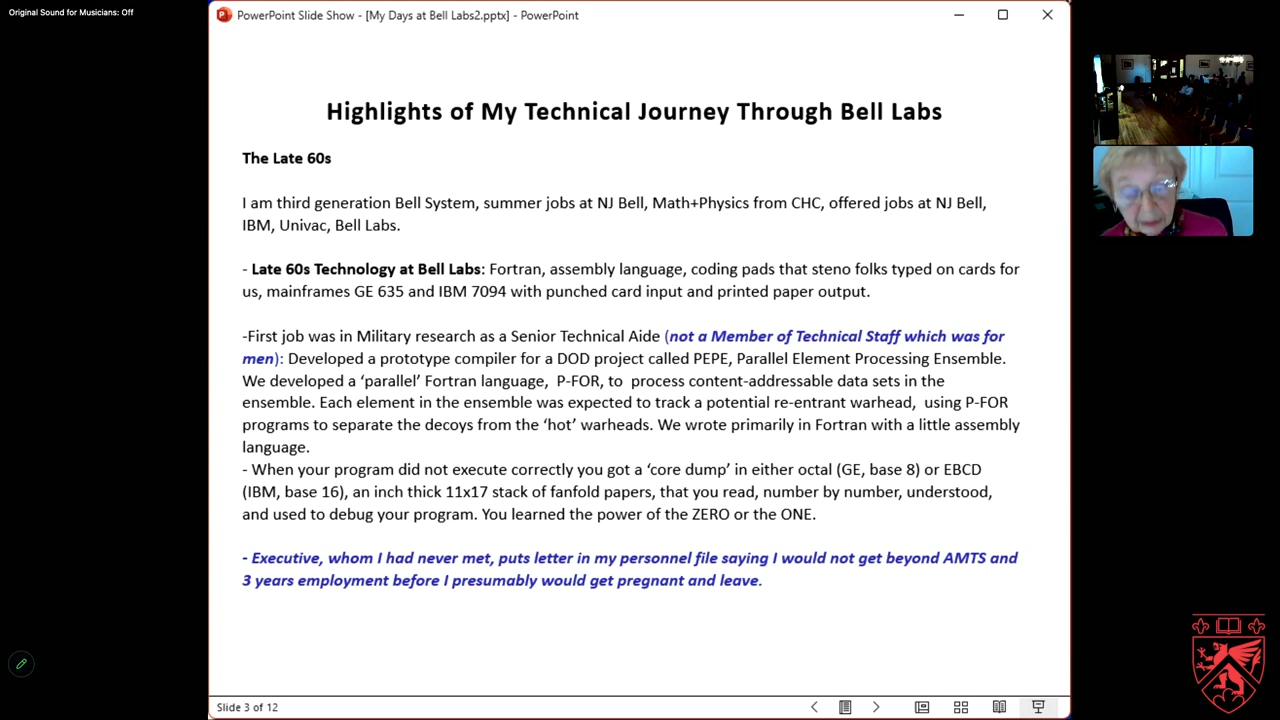 Original Sound for Musicians: Off
PowerPoint Slide Show - [My Days at Bell Labs2.pptx] - PowerPoint
Highlights of My Technical Journey Through Bell Labs
The Late 60s
I am third generation Bell System, summer jobs at NJ Bell, Math+Physics from CHC, offered jobs at NJ Bell,
IBM, Univac, Bell Labs.
- Late 60s Technology at Bell Labs: Fortran, assembly language, coding pads that steno folks typed on cards for
us, mainframes GE 635 and IBM 7094 with punched card input and printed paper output.
-First job was in Military research as a Senior Technical Aide (not a Member of Technical Staff which was for
men): Developed a prototype compiler for a DOD project called PEPE, Parallel Element Processing Ensemble.
We developed a ‘parallel’ Fortran language,  P-FOR, to  process content-addressable data sets in the
ensemble. Each element in the ensemble was expected to track a potential re-entrant warhead,  using P-FOR
programs to separate the decoys from the ‘hot’ warheads. We wrote primarily in Fortran with a little assembly
language.
- When your program did not execute correctly you got a ‘core dump’ in either octal (GE, base 8) or EBCD
(IBM, base 16), an inch thick 11x17 stack of fanfold papers, that you read, number by number, understood,
and used to debug your program. You learned the power of the ZERO or the ONE.
- Executive, whom I had never met, puts letter in my personnel file saying I would not get beyond AMTS and
3 years employment before I presumably would get pregnant and leave.
Slide 3 of 12